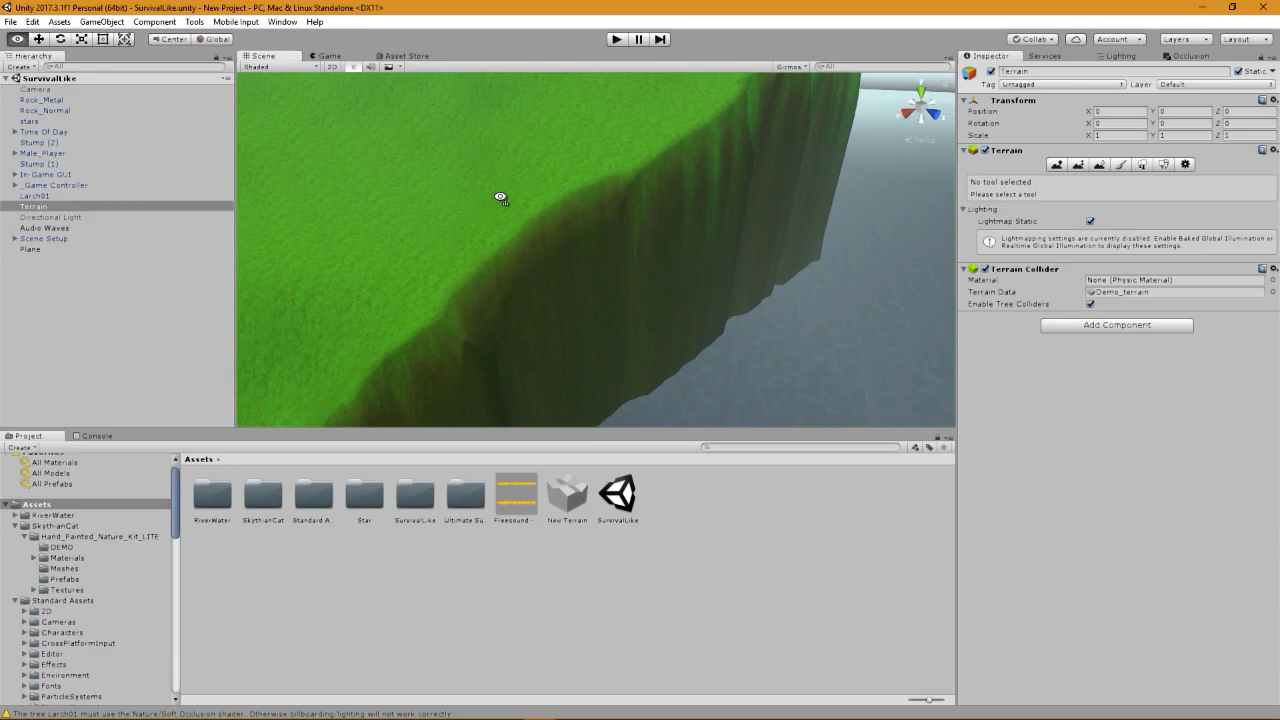 Unity 2017.3.1f1 Personal (64bit) - SurvivalLike.unity - New Project - PC, Mac & Linux Standalone <DX11>
File Edit Assets GameObject Component Tools Mobile Input Window Help
Center Global Collab Account Layers Layout
Hierarchy Scene Game Asset Store Inspector Services Lighting Occlusion
Create All Shaded 2D Gizmos All Terrain Static
SurvivalLike Tag Untagged Layer Default
Camera
Rock_Metal
Rock_Normal
stars
Time Of Day
Stump (2)
Male_Player
Stump (1)
In-Game GUI
_Game Controller
Larch01
Terrain
Directional Light
Audio Waves
Scene Setup
Plane
Persp
Transform
Position X 0 Y 0 Z 0
Rotation X 0 Y 0 Z 0
Scale X 1 Y 1 Z 1
Terrain
No tool selected
Please select a tool
Lighting
Lightmap Static
Lightmapping settings are currently disabled. Enable Baked Global Illumination or
Realtime Global Illumination to display these settings.
Terrain Collider
Material None (Physic Material)
Terrain Data Demo_terrain
Enable Tree Colliders
Add Component
Project Console
Create
Favorites
All Materials
All Models
All Prefabs
Assets
RiverWater
SkythianCat
Hand_Painted_Nature_Kit_LITE
DEMO
Materials
Meshes
Prefabs
Textures
Standard Assets
2D
Cameras
Characters
CrossPlatformInput
Editor
Effects
Environment
Fonts
ParticleSystems
Assets
RiverWater SkythianCat Standard A... Star SurvivalLike Ultimate Su... Freesound -... New Terrain SurvivalLike
The tree Larch01 must use the Nature/Soft Occlusion shader. Otherwise billboarding/lighting will not work correctly